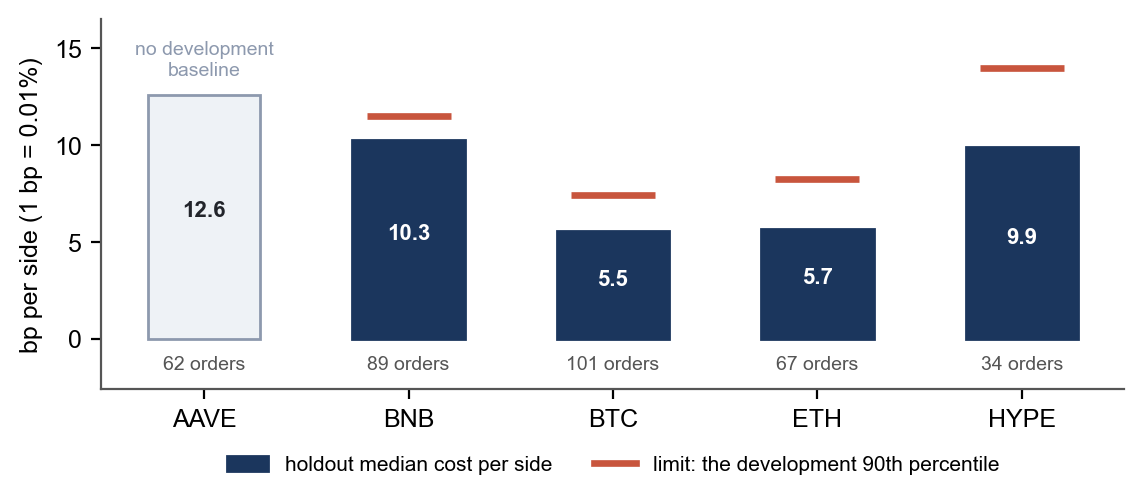 bp per side (1 bp = 0.01%)
15
10
5
0
no development
baseline
12.6
10.3
5.5
5.7
9.9
62 orders
89 orders
101 orders
67 orders
34 orders
AAVE
BNB
BTC
ETH
HYPE
holdout median cost per side
limit: the development 90th percentile